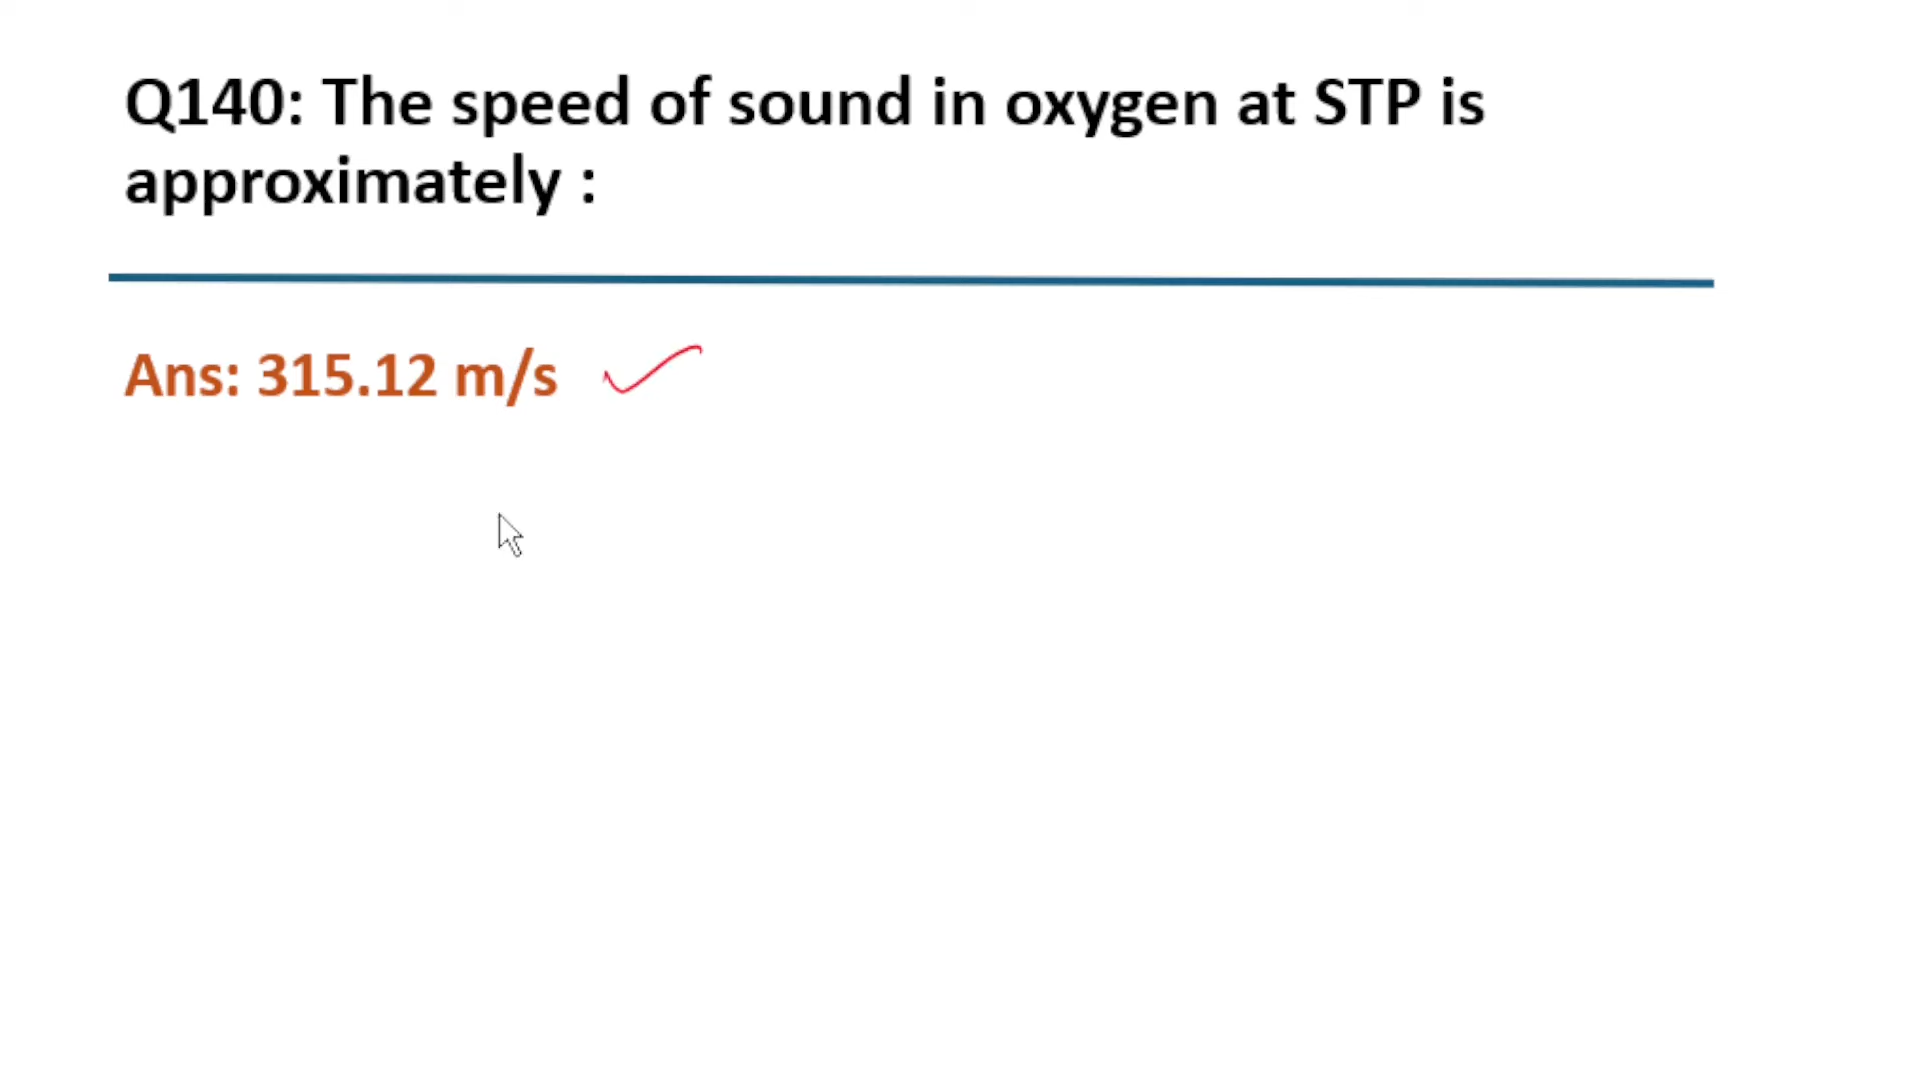 Q140: The speed of sound in oxygen at STP is
approximately :
Ans: 315.12 m/s